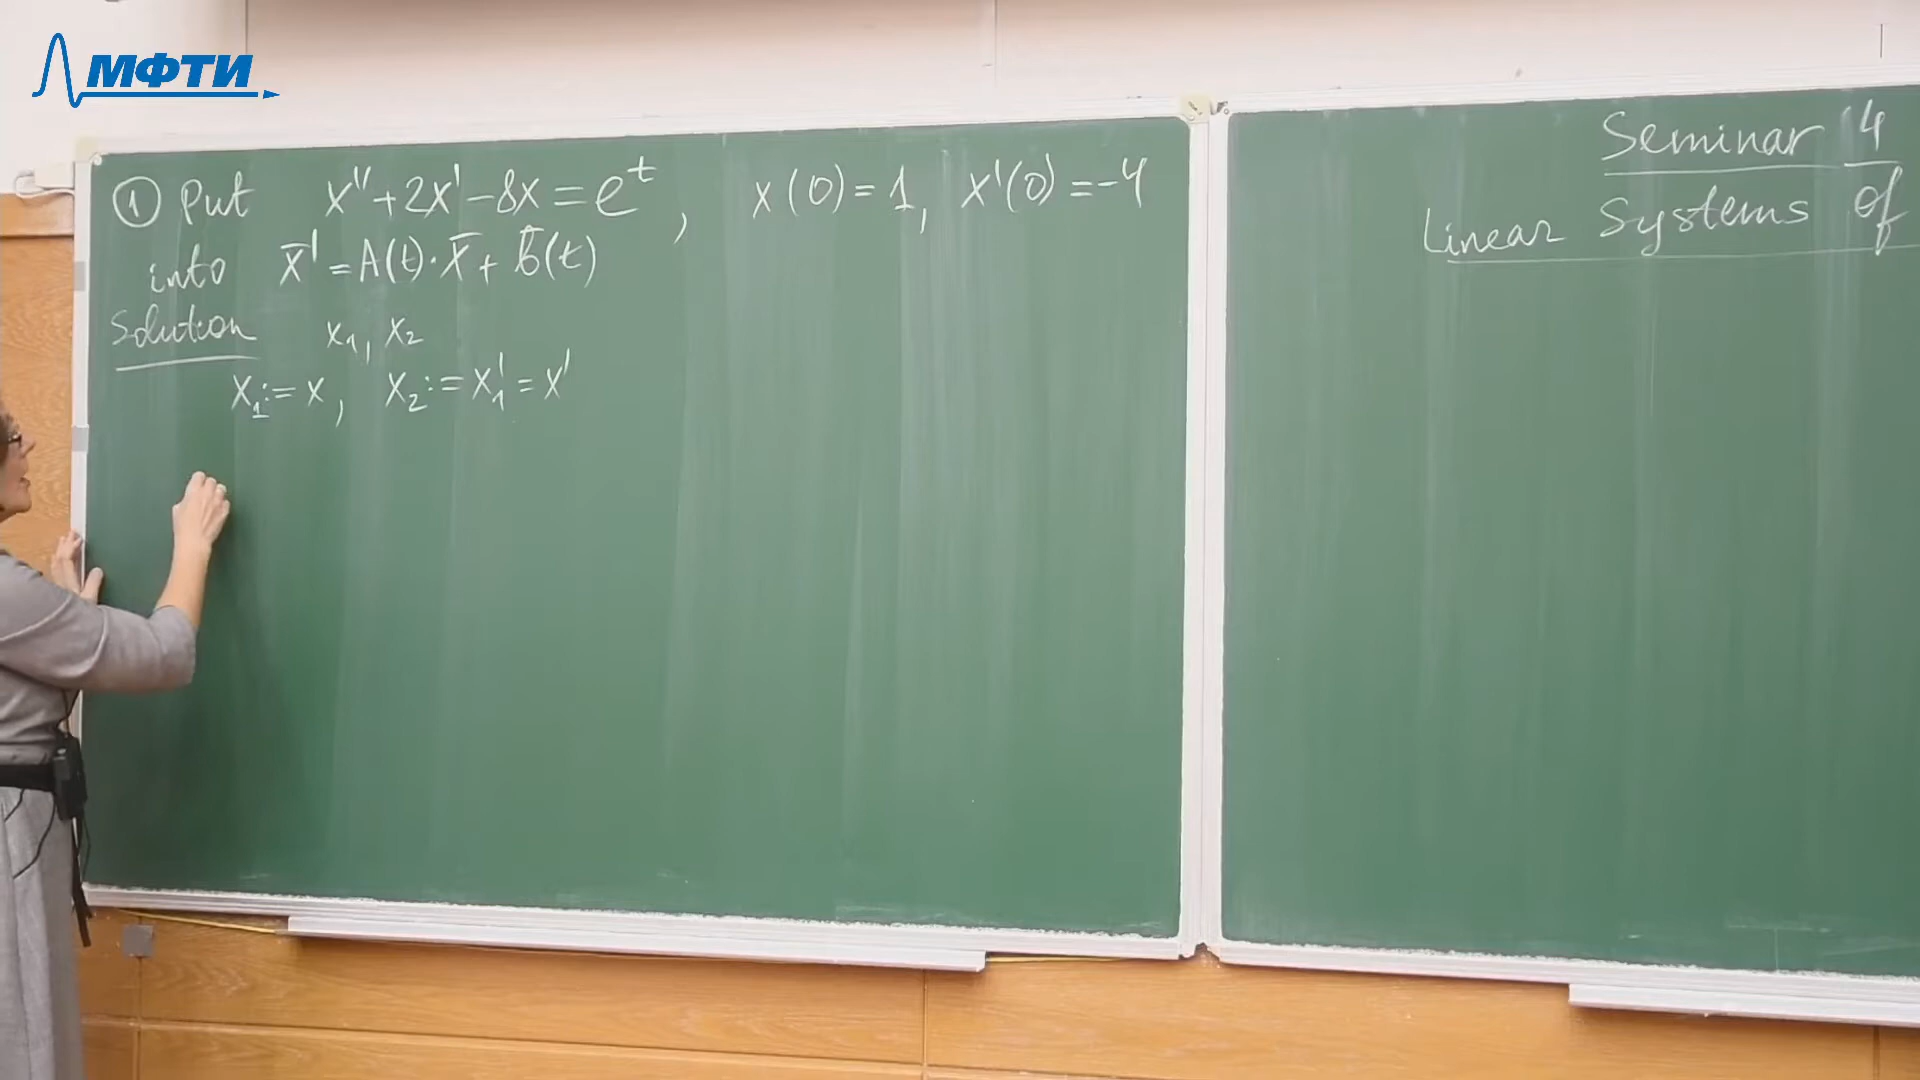 МФТИ
① Put x'' + 2x' - 8x = e^t , x(0) = 1, x'(0) = -4
into x̄' = A(t)·x̄ + b̄(t)
Solution x₁, x₂
x₁ := x, x₂ := x₁' = x'
Seminar 4
Linear Systems of